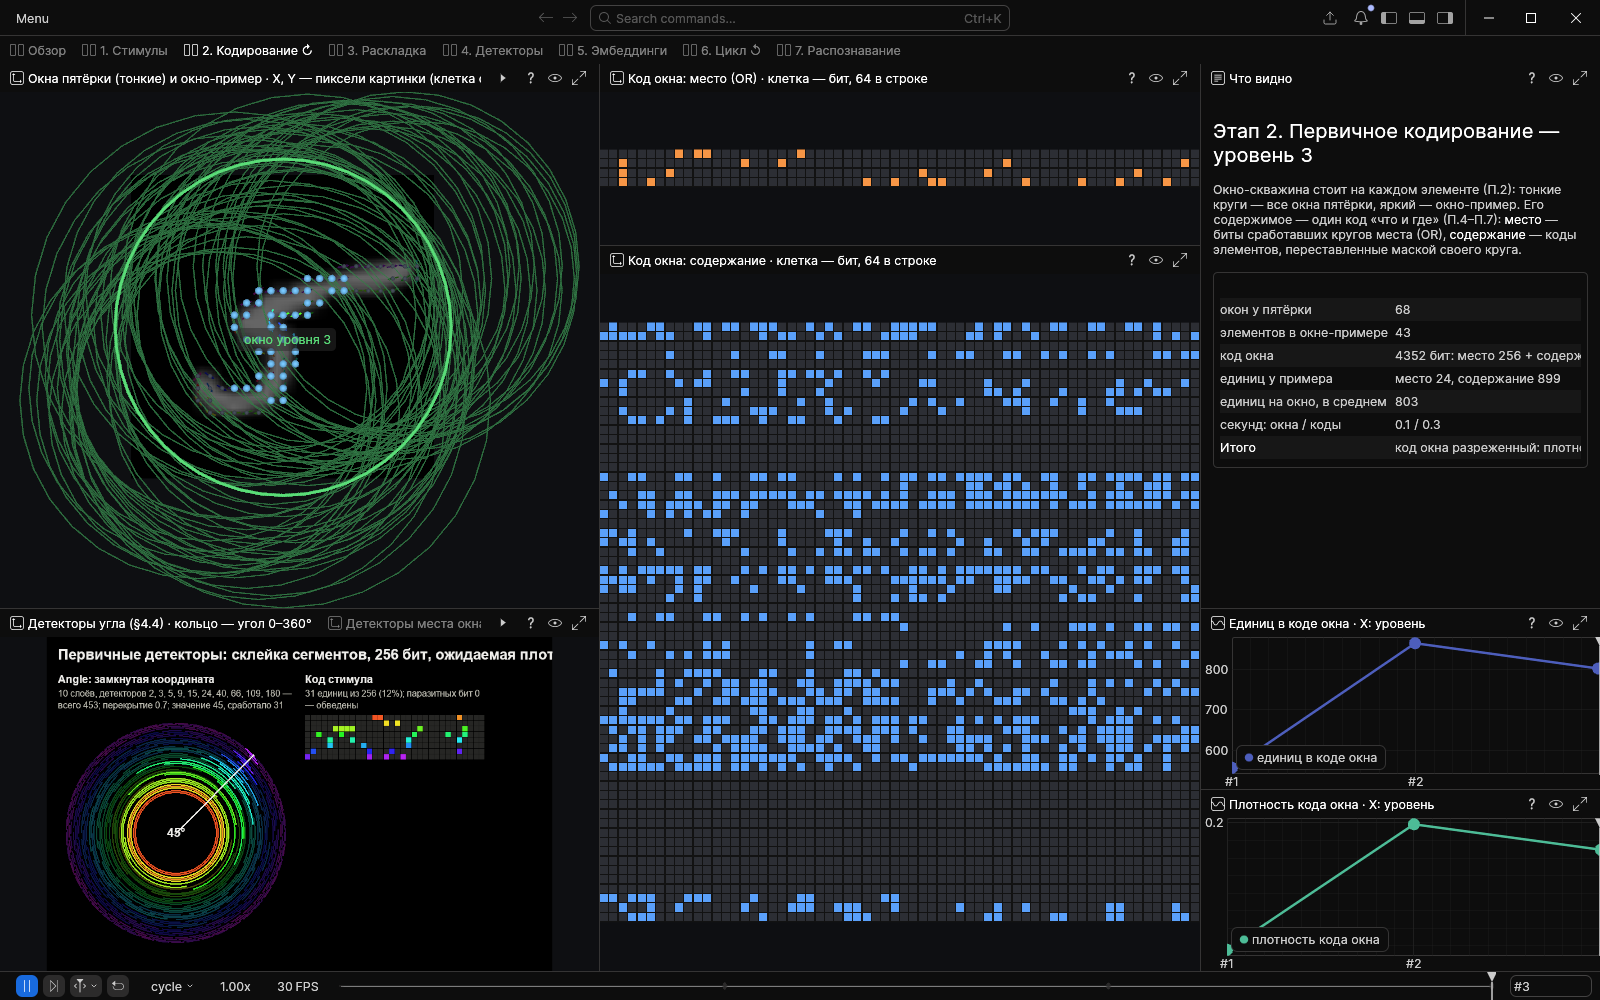 Menu
Search commands...
Ctrl+K
Обзор
1. Стимулы
2. Кодирование
3. Раскладка
4. Детекторы
5. Эмбеддинги
6. Цикл
7. Распознавание
Окна пятёрки (тонкие) и окно-пример · X, Y — пиксели картинки (клетка
окно уровня 3
Код окна: место (OR) · клетка — бит, 64 в строке
Код окна: содержание · клетка — бит, 64 в строке
Что видно
Этап 2. Первичное кодирование —
уровень 3
Окно-скважина стоит на каждом элементе (П.2): тонкие
круги — все окна пятёрки, яркий — окно-пример. Его
содержимое — один код «что и где» (П.4–П.7): место —
биты сработавших кругов места (OR), содержание — коды
элементов, переставленные маской своего круга.
окон у пятёрки 68
элементов в окне-примере 43
код окна 4352 бит: место 256 + содерж
единиц у примера место 24, содержание 899
единиц на окно, в среднем 803
секунд: окна / коды 0.1 / 0.3
Итого код окна разреженный: плотн
Детекторы угла (§4.4) · кольцо — угол 0–360°
Детекторы места окна
Первичные детекторы: склейка сегментов, 256 бит, ожидаемая плот
Angle: замкнутая координата
10 слоёв, детекторов 2, 3, 5, 9, 15, 24, 40, 66, 109, 180 —
всего 453; перекрытие 0.7; значение 45, сработало 31
Код стимула
31 единиц из 256 (12%); паразитных бит 0
— обведены
45°
Единиц в коде окна · X: уровень
800
700
600
единиц в коде окна
#1
#2
Плотность кода окна · X: уровень
0.2
плотность кода окна
#1
#2
cycle
1.00x
30 FPS
#3